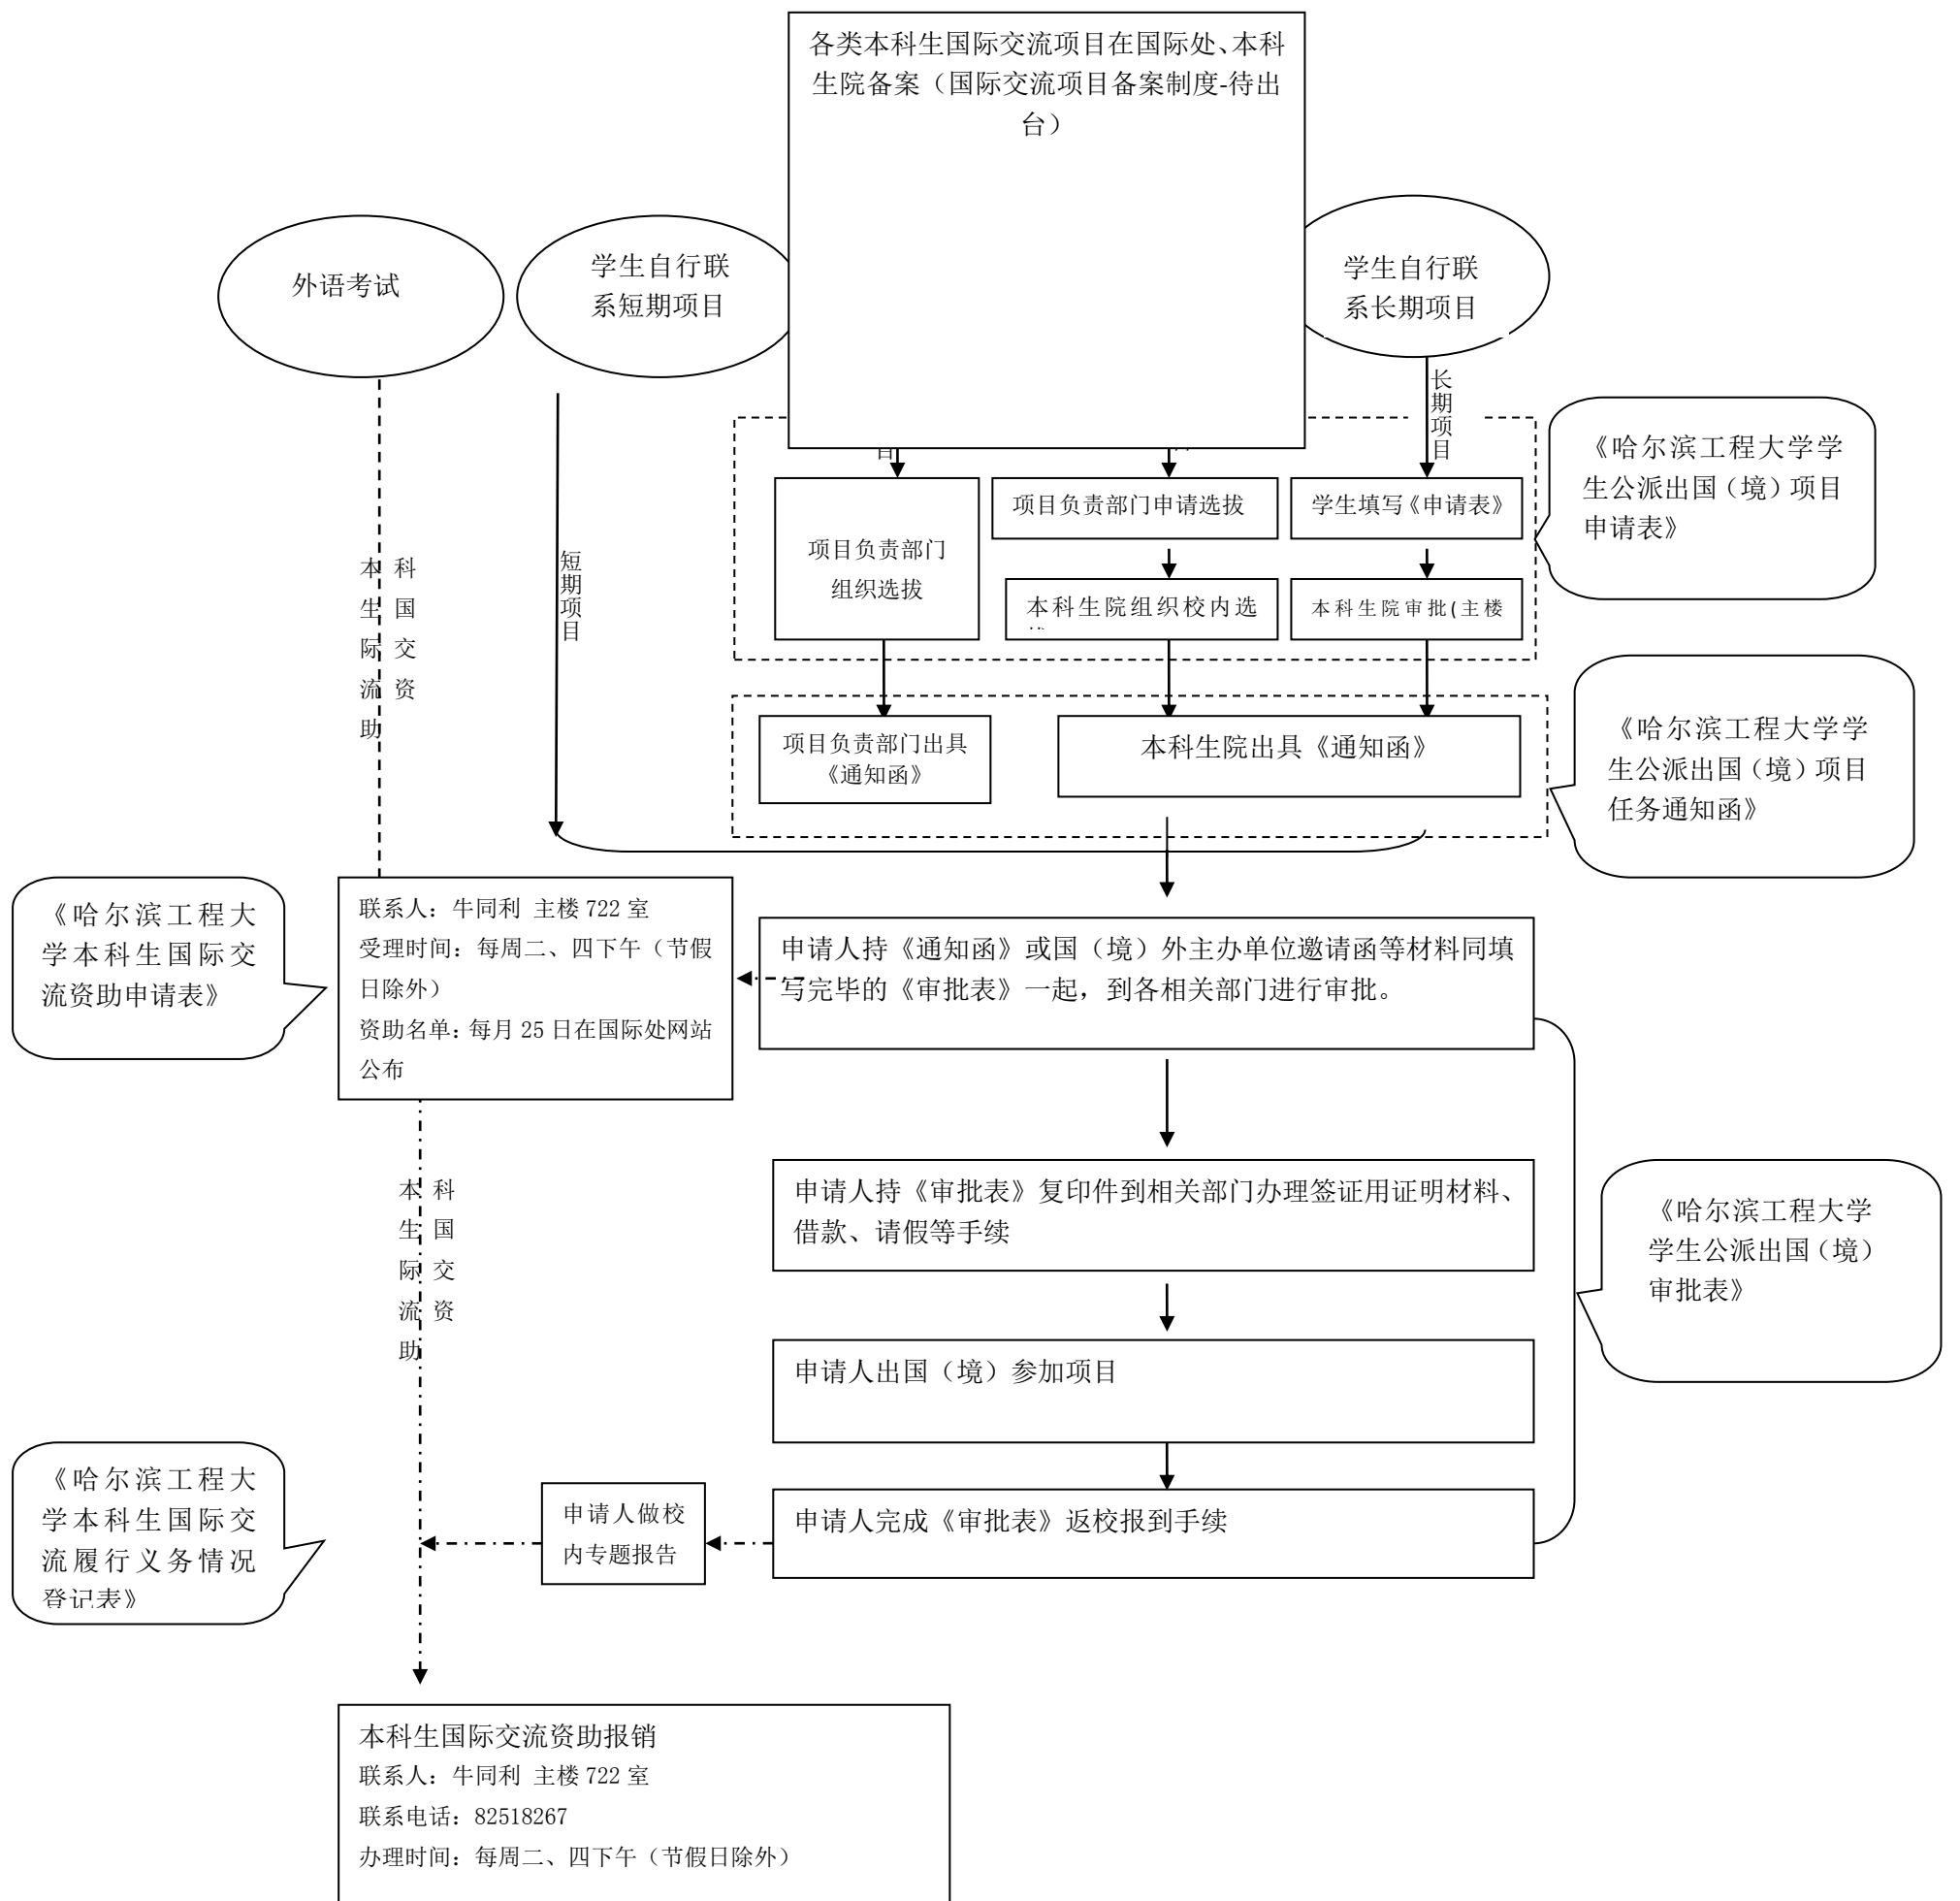 各类本科生国际交流项目在国际处、本科
生院备案（国际交流项目备案制度-待出
台）
外语考试
学生自行联
系短期项目
学生自行联
系长期项目
长期项目
《哈尔滨工程大学学
生公派出国（境）项目
申请表》
项目负责部门
组织选拔
项目负责部门申请选拔
学生填写《申请表》
本科生院组织校内选
本科生院审批(主楼
短期项目
本科
生国
际交
流资
助
项目负责部门出具
《通知函》
本科生院出具《通知函》
《哈尔滨工程大学学
生公派出国（境）项目
任务通知函》
《哈尔滨工程大
学本科生国际交
流资助申请表》
联系人：牛同利 主楼 722 室
受理时间：每周二、四下午（节假
日除外）
资助名单：每月 25 日在国际处网站
公布
申请人持《通知函》或国（境）外主办单位邀请函等材料同填
写完毕的《审批表》一起，到各相关部门进行审批。
本科
生国
际交
流资
助
申请人持《审批表》复印件到相关部门办理签证用证明材料、
借款、请假等手续
《哈尔滨工程大学
学生公派出国（境）
审批表》
申请人出国（境）参加项目
《哈尔滨工程大
学本科生国际交
流履行义务情况
登记表》
申请人做校
内专题报告
申请人完成《审批表》返校报到手续
本科生国际交流资助报销
联系人：牛同利 主楼 722 室
联系电话：82518267
办理时间：每周二、四下午（节假日除外）